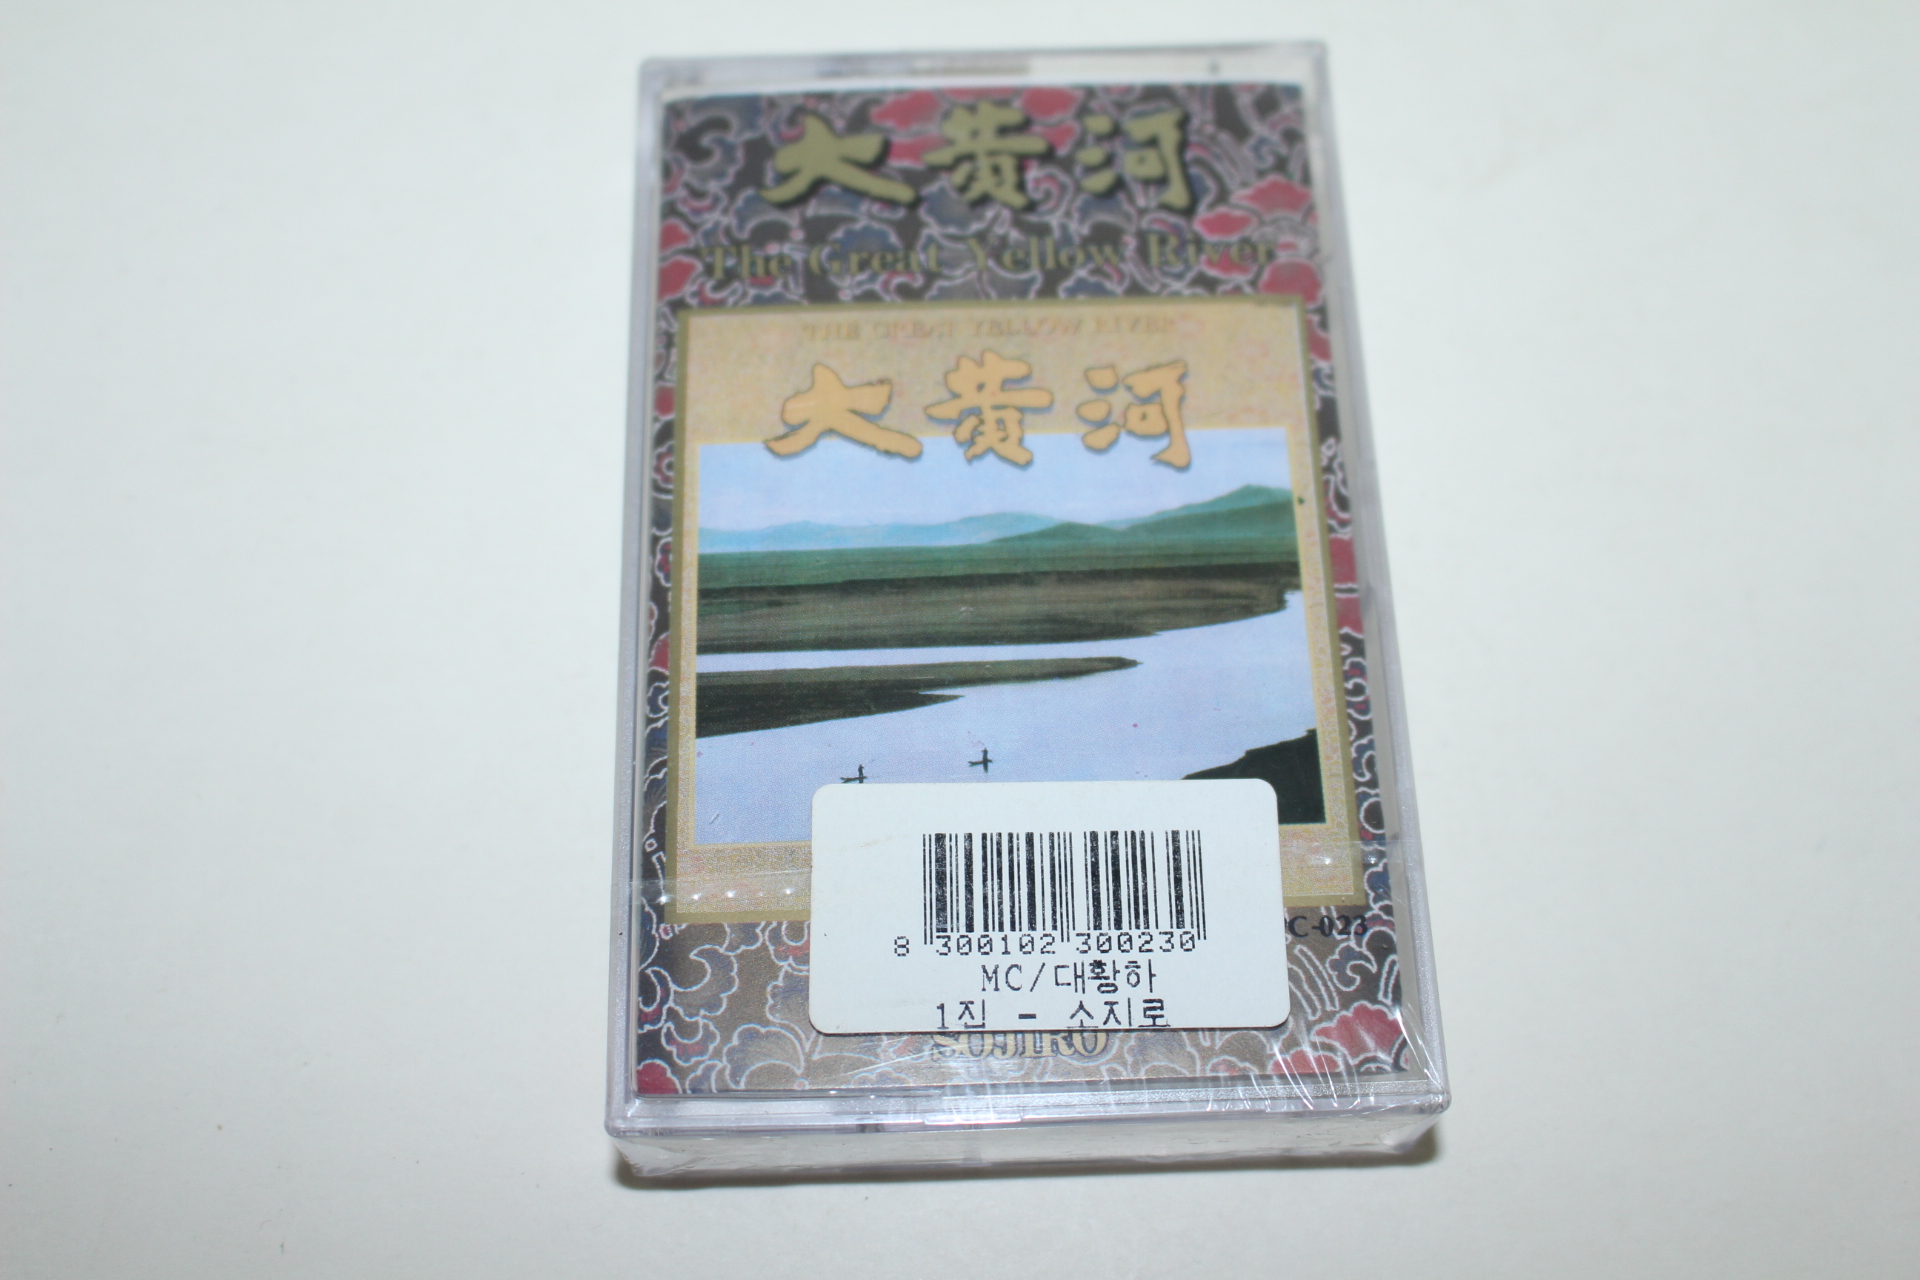 大黄河
The Great Yellow River
THE GREAT YELLOW RIVER
大黄河
C-023
8 300102 300230
MC/대황하
1집 - 소지로
SOJIRO